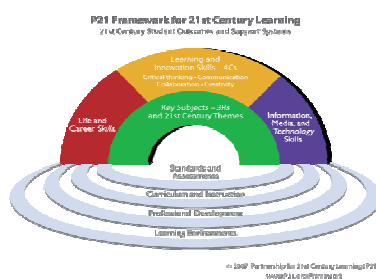 P21 Framework for 21st Century Learning
21st Century Student Outcomes and Support Systems
Learning and
Innovation Skills – 4Cs
Critical thinking • Communication
Collaboration • Creativity
Key Subjects – 3Rs
and 21st Century Themes
Life and
Career Skills
Information,
Media, and
Technology
Skills
Standards and
Assessments
Curriculum and Instruction
Professional Development
Learning Environments
© 2007 Partnership for 21st Century Learning (P21)
www.P21.org/Framework